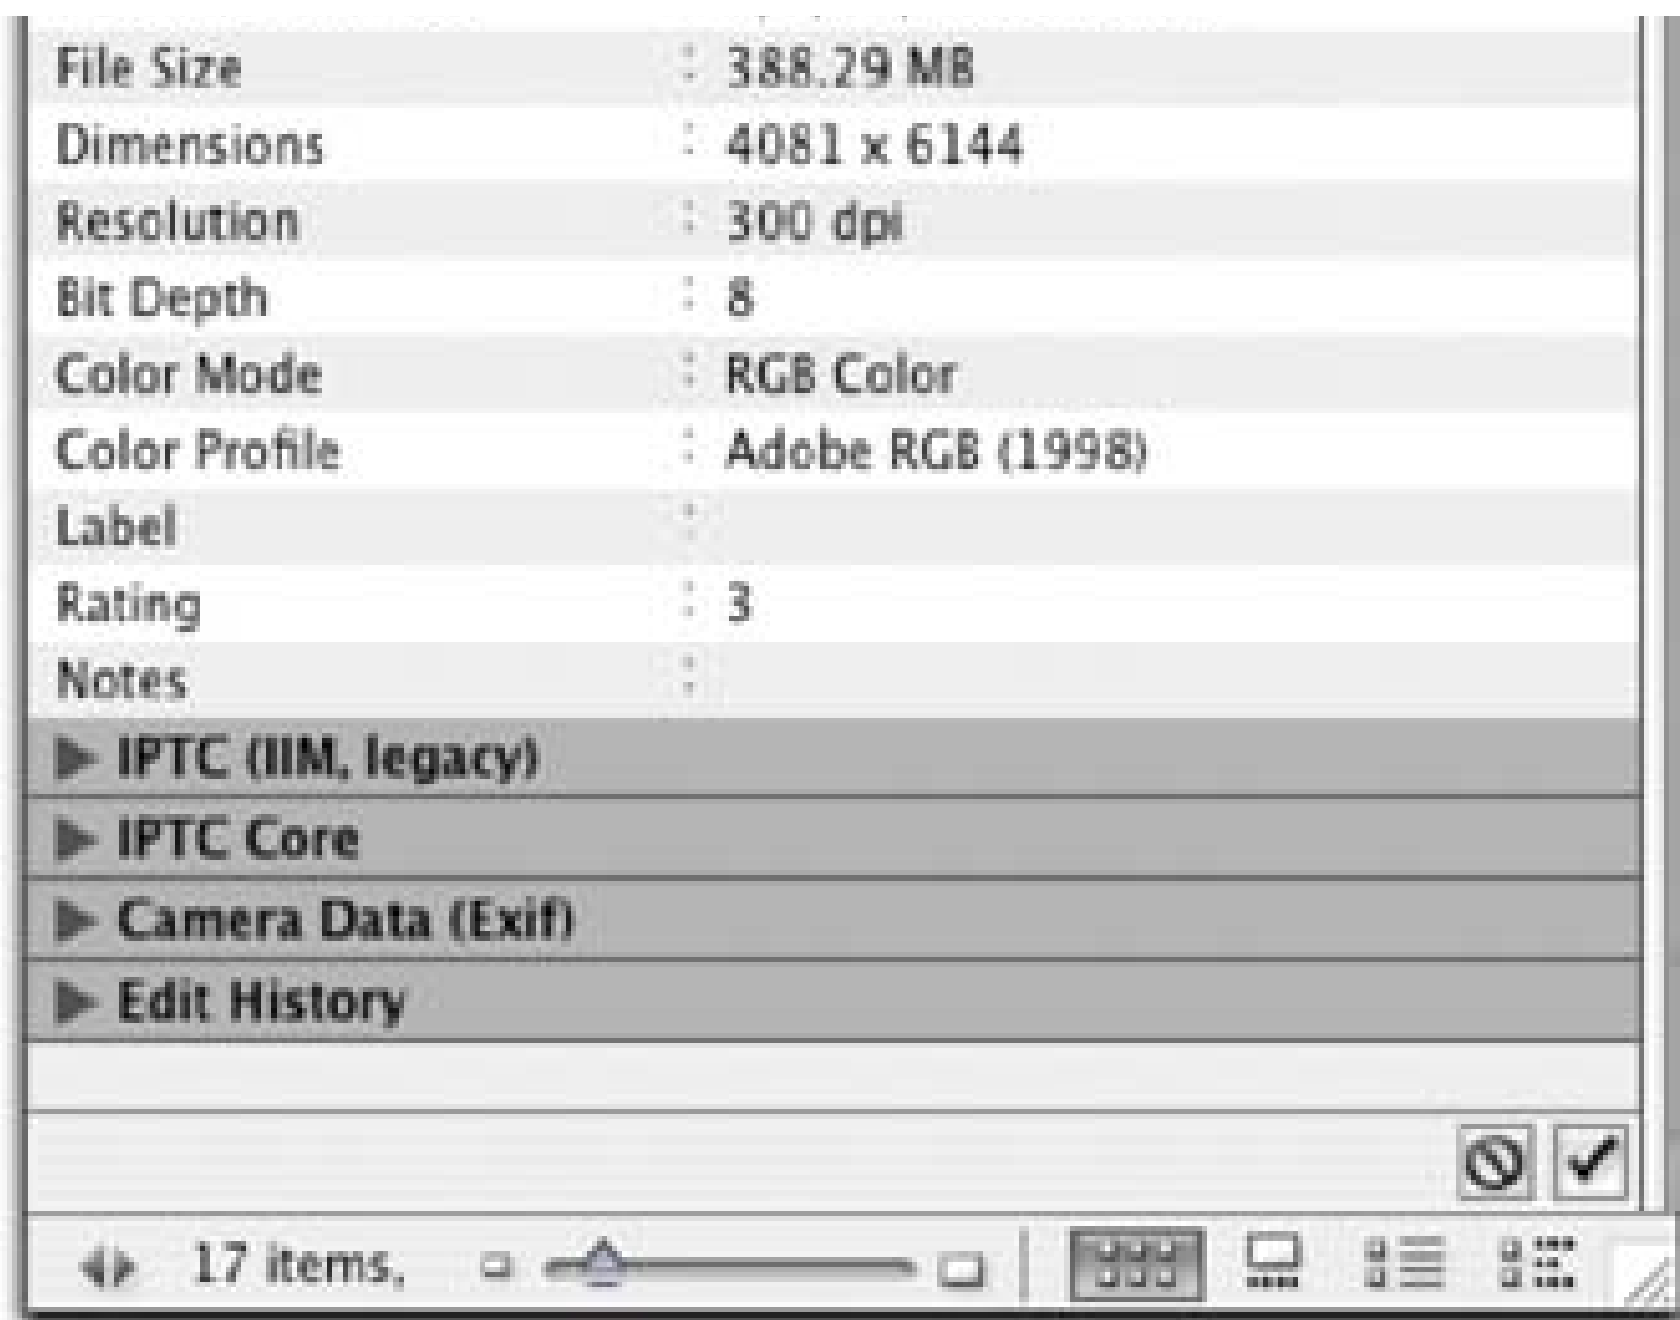 File Size : 388.29 MB
Dimensions : 4081 x 6144
Resolution : 300 dpi
Bit Depth : 8
Color Mode : RGB Color
Color Profile : Adobe RGB (1998)
Label :
Rating : 3
Notes :
IPTC (IIM, legacy)
IPTC Core
Camera Data (Exif)
Edit History
17 items,